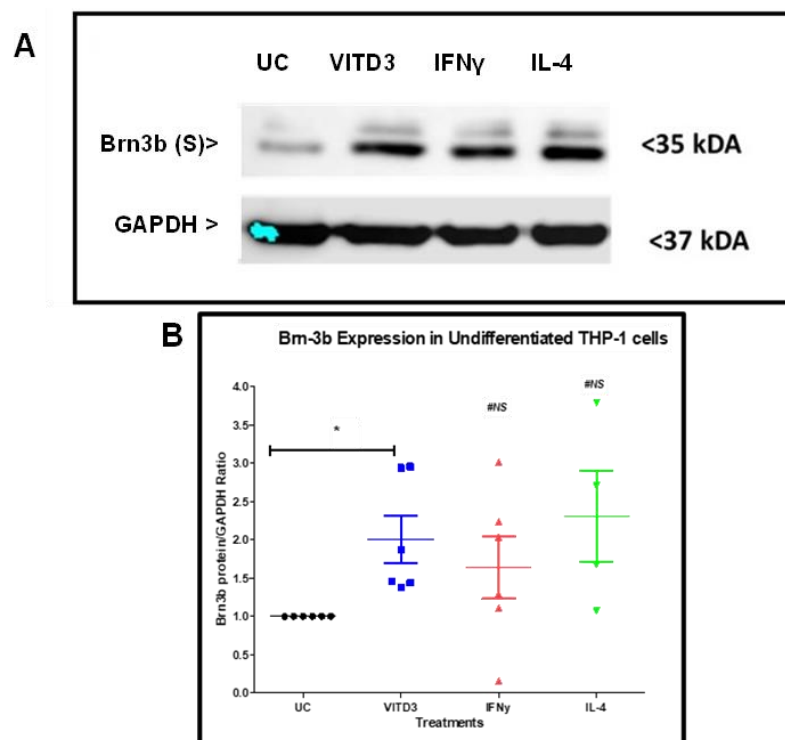 A
UC VITD3 IFNγ IL-4
Brn3b (S)> <35 kDA
GAPDH > <37 kDA
B
Brn-3b Expression in Undifferentiated THP-1 cells
Brn3b protein/GAPDH Ratio
4.0
3.5
3.0
2.5
2.0
1.5
1.0
0.5
0.0
*
#NS
#NS
UC VITD3 IFNγ IL-4
Treatments